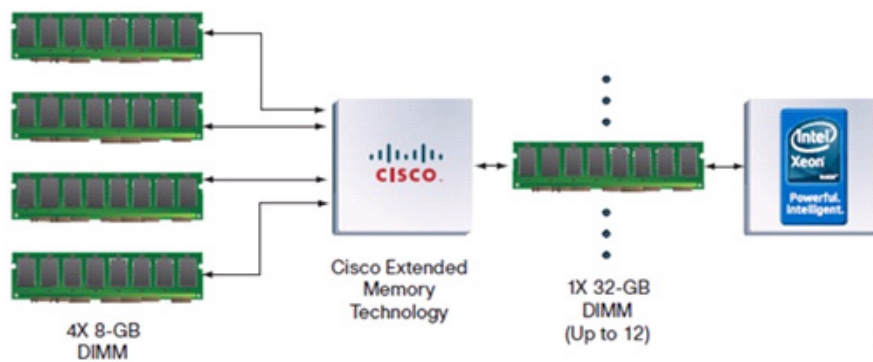 CISCO
intel
Xeon
Powerful.
Intelligent.
Cisco Extended
Memory
Technology
1X 32-GB
DIMM
(Up to 12)
4X 8-GB
DIMM